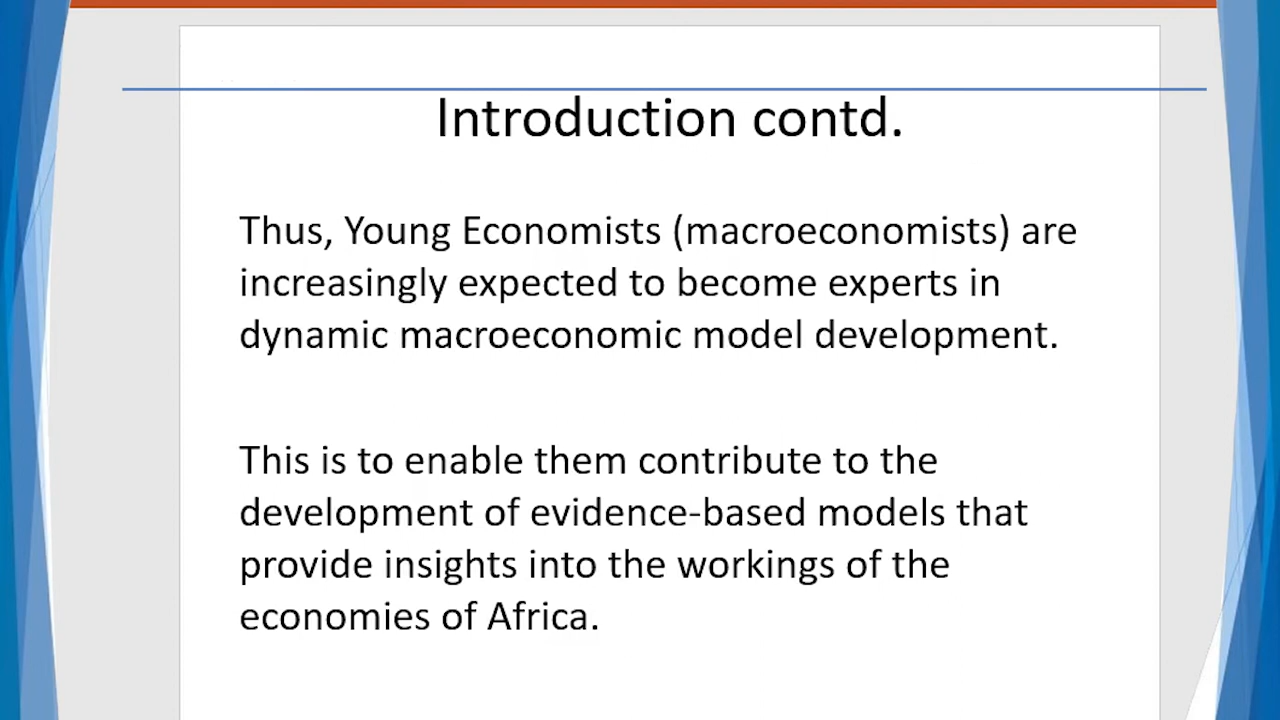 Introduction contd.
Thus, Young Economists (macroeconomists) are
increasingly expected to become experts in
dynamic macroeconomic model development.
This is to enable them contribute to the
development of evidence-based models that
provide insights into the workings of the
economies of Africa.